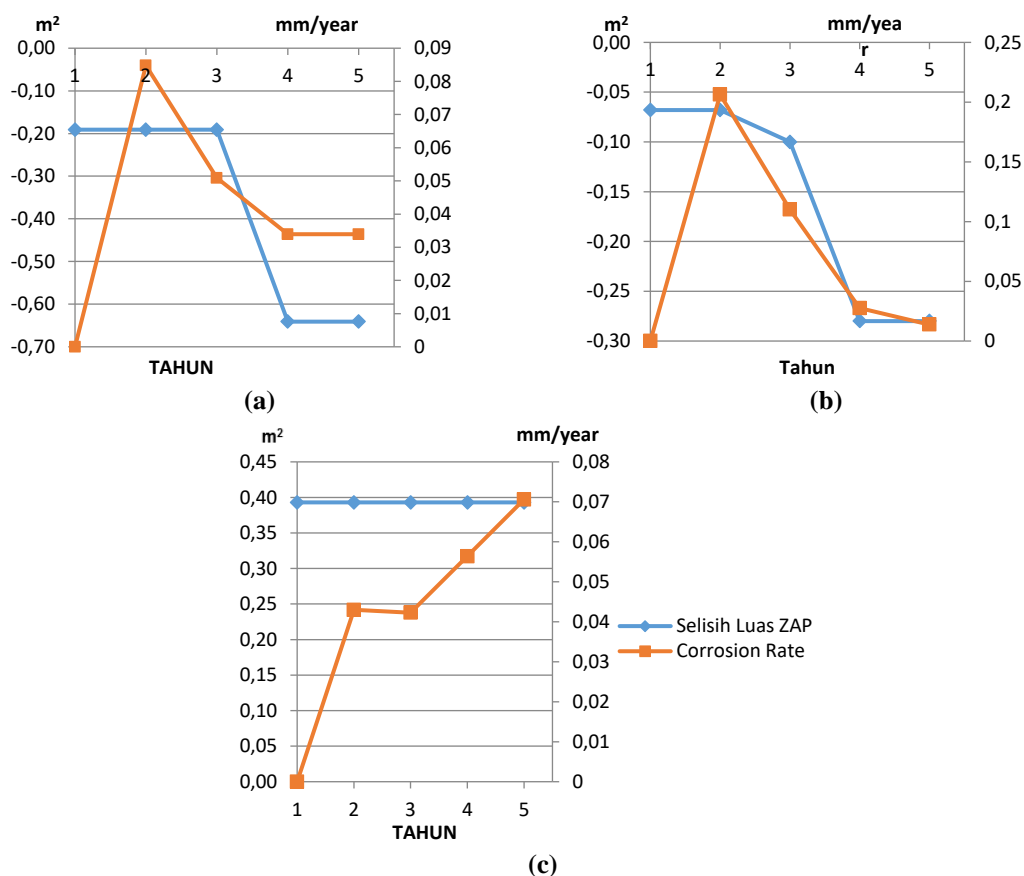 m² mm/year
0,00 0,09
1 2 3 4 5
-0,10 0,08
-0,20 0,07
0,06
-0,30 0,05
-0,40 0,04
-0,50 0,03
0,02
-0,60 0,01
-0,70 0
TAHUN
(a)
m² mm/yea
r
0,00 0,25
1 2 3 4 5
-0,05 0,2
-0,10
0,15
-0,15
-0,20 0,1
-0,25 0,05
-0,30 0
Tahun
(b)
m² mm/year
0,45 0,08
0,40 0,07
0,35 0,06
0,30
0,05
0,25
0,04
0,20
0,03
0,15
0,02
0,10
0,05 0,01
0,00 0
1 2 3 4 5
TAHUN
Selisih Luas ZAP
Corrosion Rate
(c)